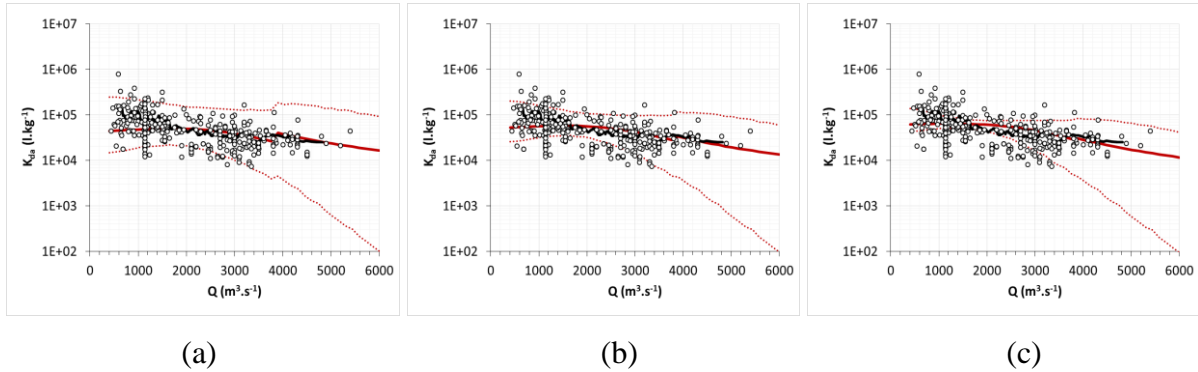 1E+07 1E+07 1E+07
1E+06 1E+06 1E+06
1E+05 1E+05 1E+05
K_da (l.kg⁻¹) K_da (l.kg⁻¹) K_da (l.kg⁻¹)
1E+04 1E+04 1E+04
1E+03 1E+03 1E+03
1E+02 1E+02 1E+02
0 1000 2000 3000 4000 5000 6000 0 1000 2000 3000 4000 5000 6000 0 1000 2000 3000 4000 5000 6000
Q (m³.s⁻¹) Q (m³.s⁻¹) Q (m³.s⁻¹)
(a) (b) (c)